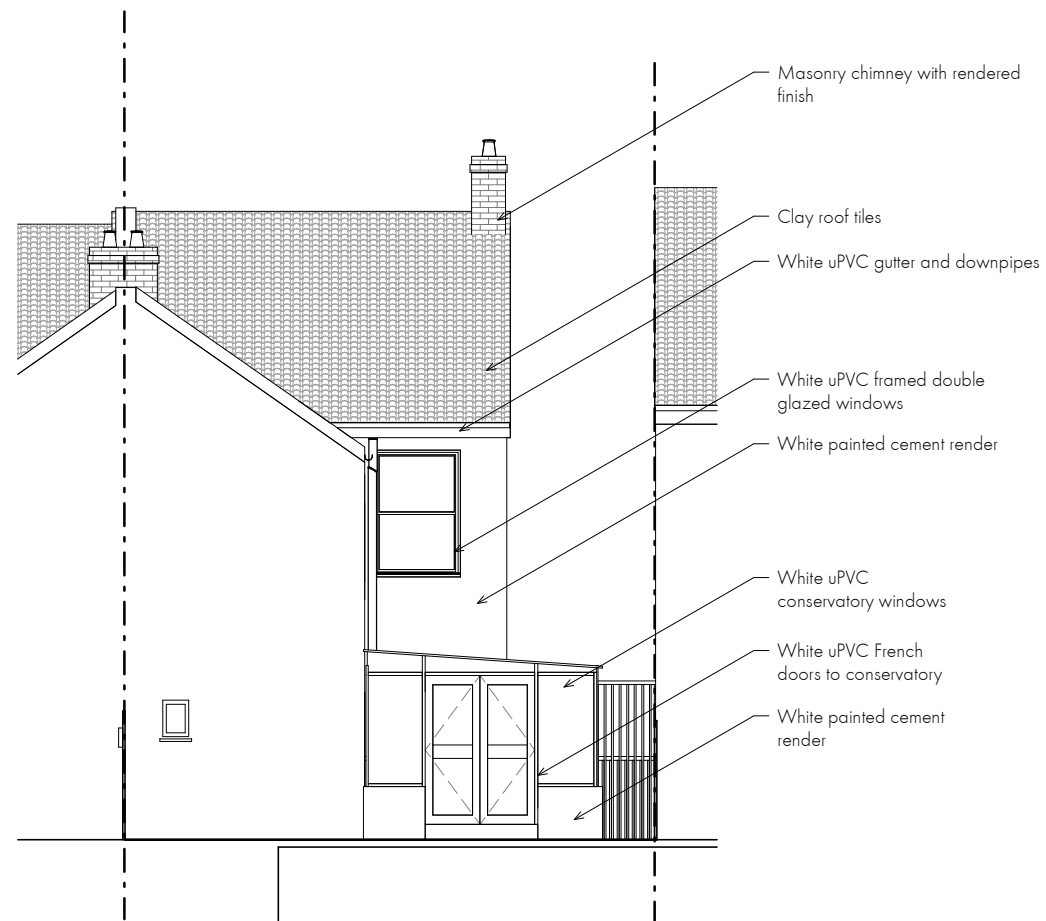 Masonry chimney with rendered
finish
Clay roof tiles
White uPVC gutter and downpipes
White uPVC framed double
glazed windows
White painted cement render
White uPVC
conservatory windows
White uPVC French
doors to conservatory
White painted cement
render